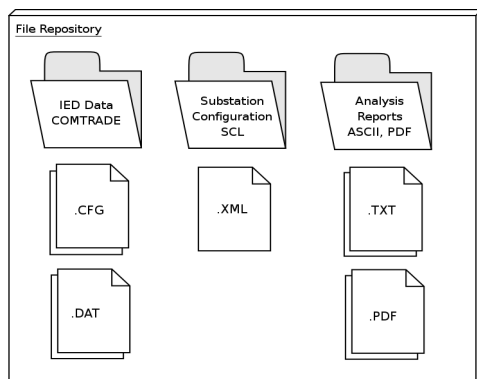 File Repository
IED Data
COMTRADE
Substation
Configuration
SCL
Analysis
Reports
ASCII, PDF
.CFG
.XML
.TXT
.DAT
.PDF